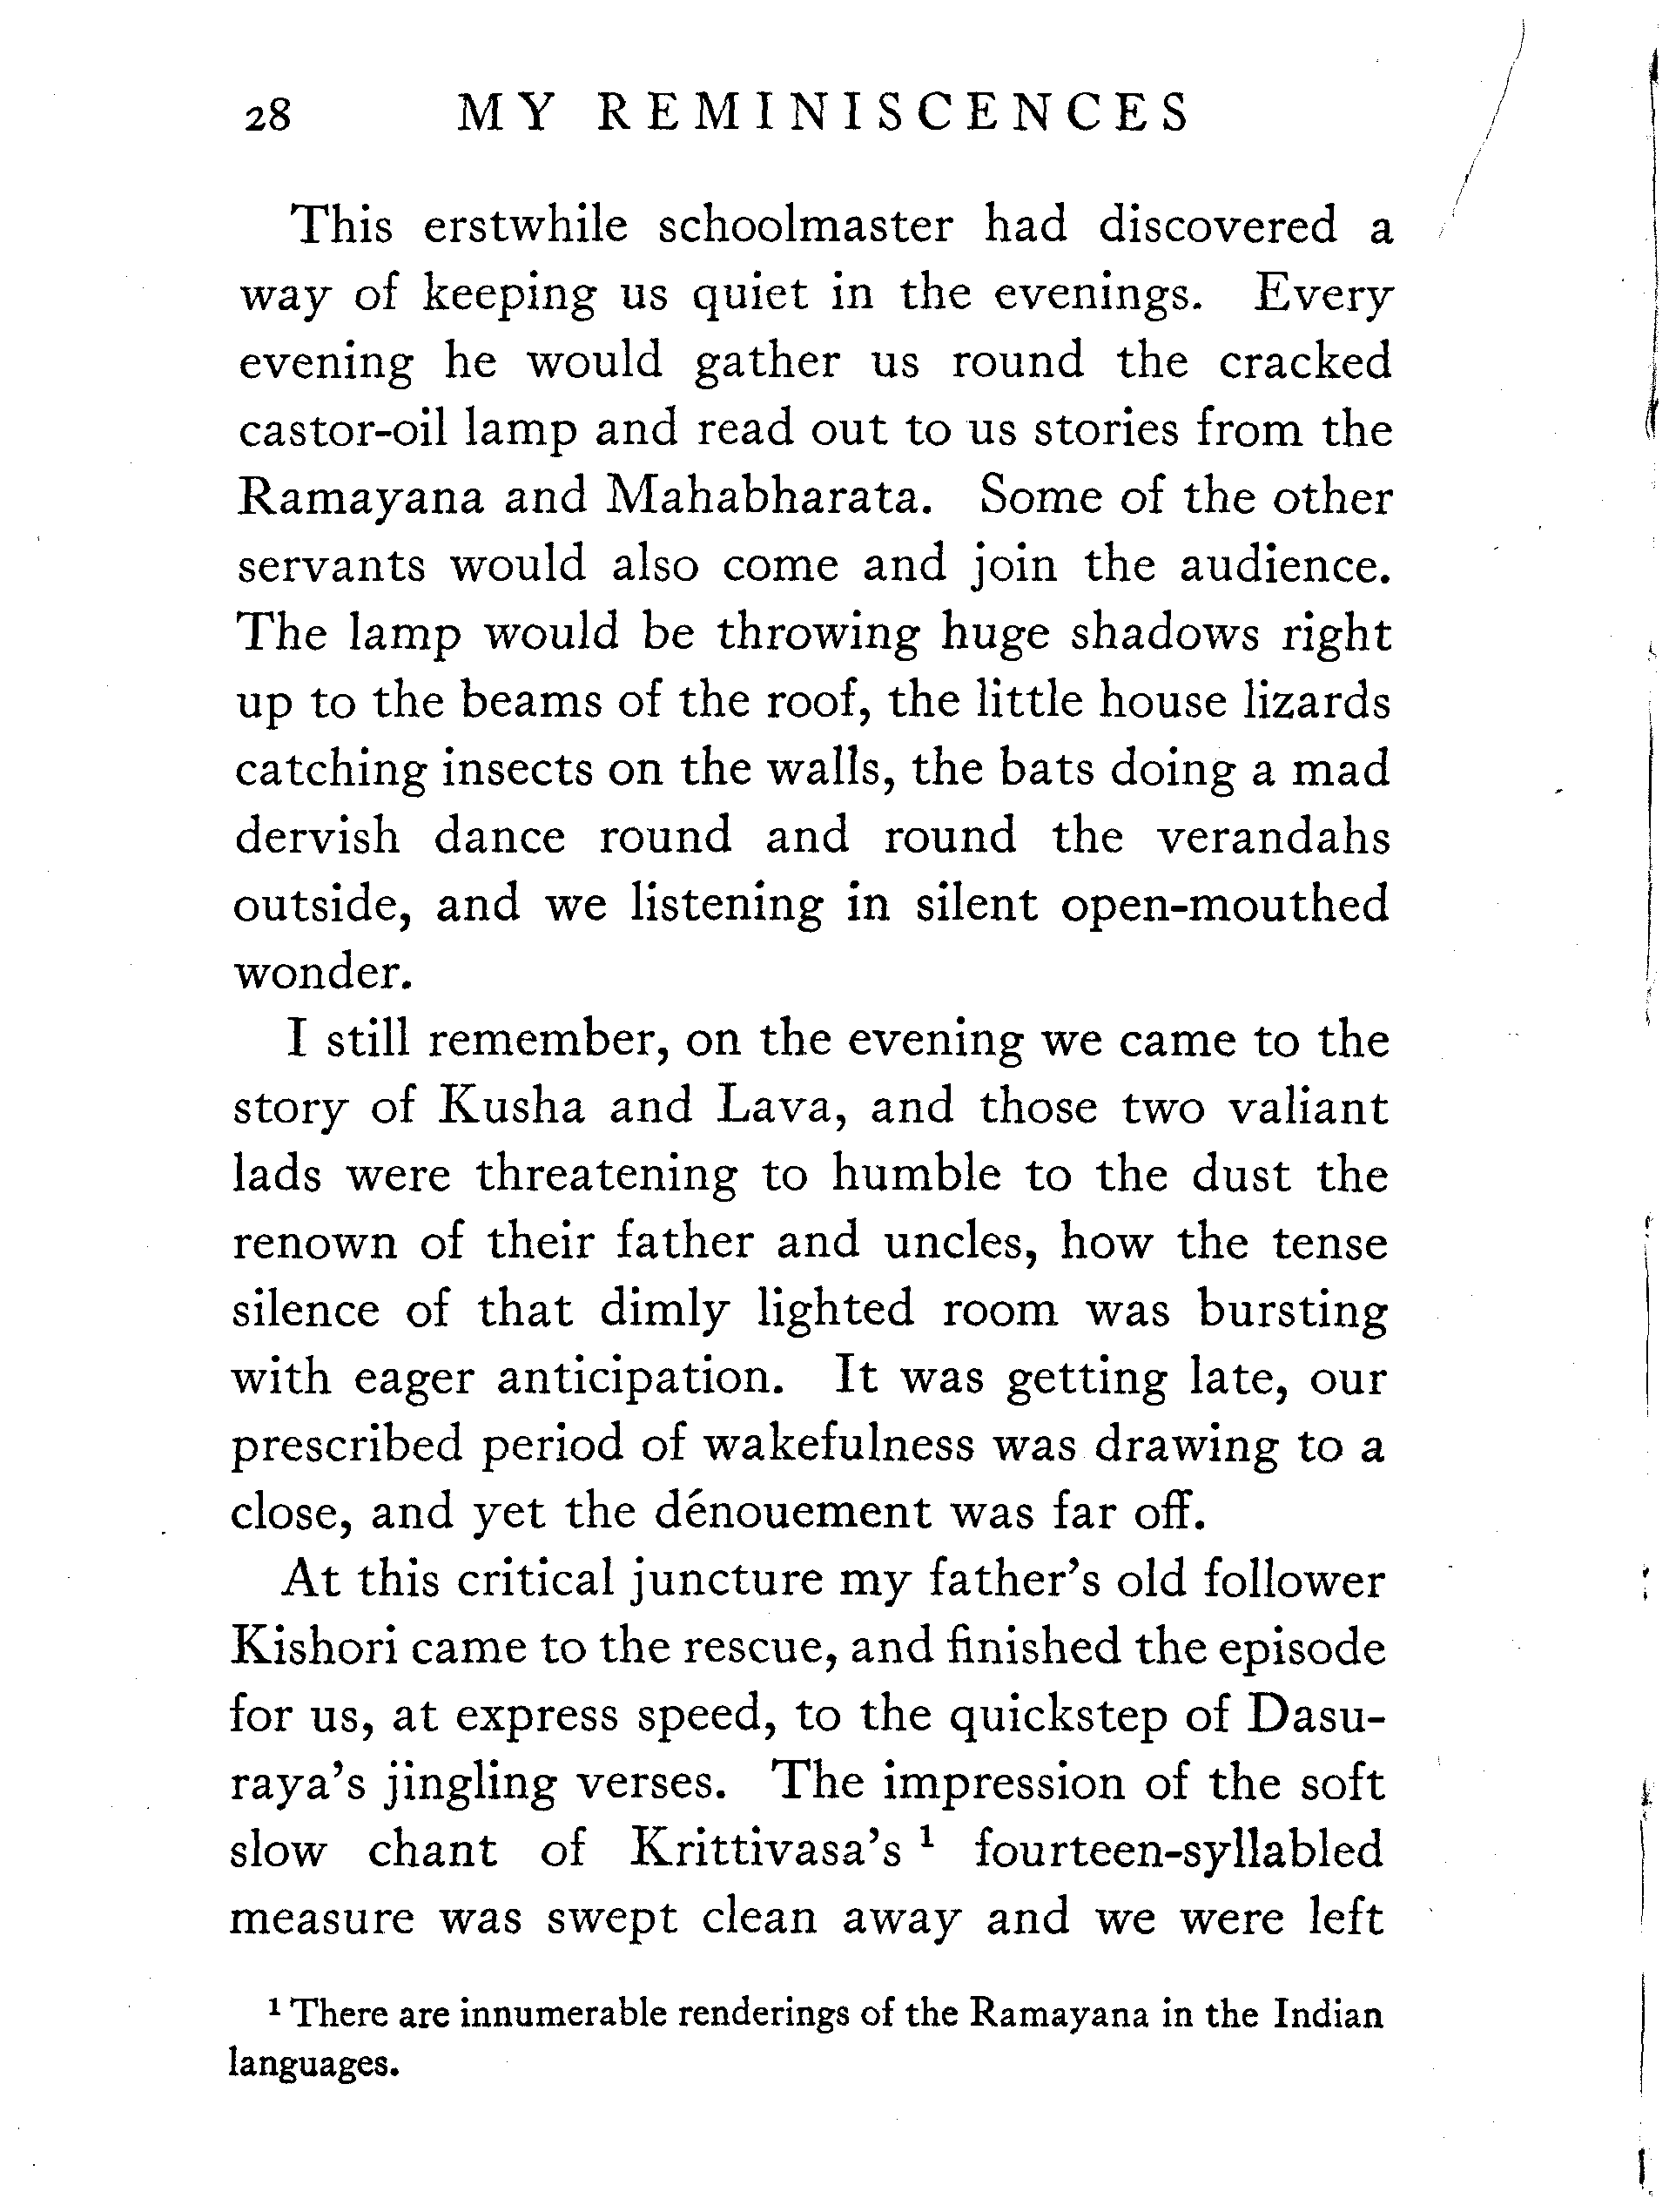 28 MY REMINISCENCES
This erstwhile schoolmaster had discovered a
way of keeping us quiet in the evenings. Every
evening he would gather us round the cracked
castor-oil lamp and read out to us stories from the
Ramayana and Mahabharata. Some of the other
servants would also come and join the audience.
The lamp would be throwing huge shadows right
up to the beams of the roof, the little house lizards
catching insects on the walls, the bats doing a mad
dervish dance round and round the verandahs
outside, and we listening in silent open-mouthed
wonder.
I still remember, on the evening we came to the
story of Kusha and Lava, and those two valiant
lads were threatening to humble to the dust the
renown of their father and uncles, how the tense
silence of that dimly lighted room was bursting
with eager anticipation. It was getting late, our
prescribed period of wakefulness was drawing to a
close, and yet the dénouement was far off.
At this critical juncture my father's old follower
Kishori came to the rescue, and finished the episode
for us, at express speed, to the quickstep of Dasu-
raya's jingling verses. The impression of the soft
slow chant of Krittivasa's ¹ fourteen-syllabled
measure was swept clean away and we were left
¹ There are innumerable renderings of the Ramayana in the Indian
languages.